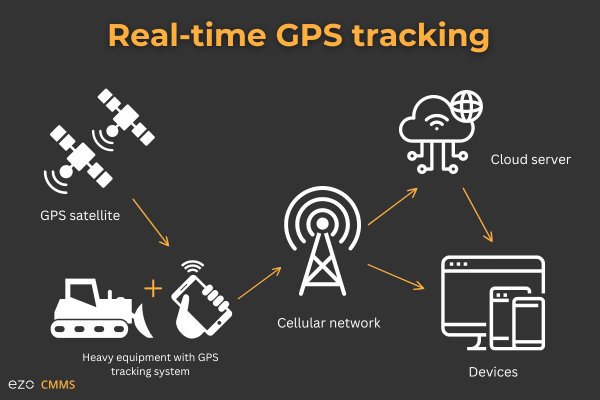 Real-time GPS tracking
GPS satellite
Cloud server
Cellular network
Heavy equipment with GPS
tracking system
Devices
ezo CMMS